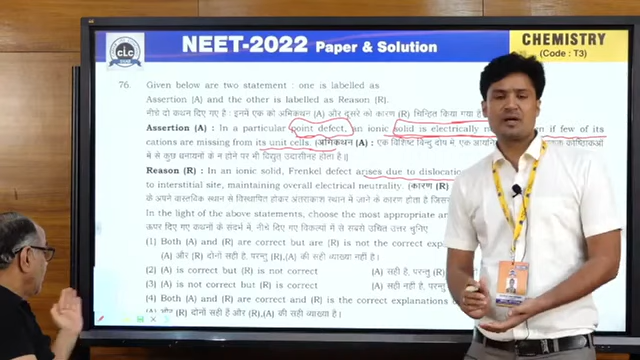 CLC
NEET-2022 Paper & Solution
CHEMISTRY
(Code : T3)
76. Given below are two statement : one is labelled as
Assertion {A} and the other is labelled as Reason {R}.
नीचे दो कथन दिए गए है : इनमें एक को अभिकथन {A} और दूसरे को कारण {R} चिन्हित किया गया है
Assertion {A} : In a particular point defect, an ionic solid is electrically if few of its
cations are missing from its unit cells. (अभिकथन {A} : एक विशिष्ट बिन्दु दोष में, एक
में से कुछ धनायनों के न होने पर भी विद्युत उदासीनस होता है।)
Reason {R} : In an ionic solid, Frenkel defect arises due to dislocation
to interstitial site, maintaining overall electrical neutrality. (कारण {R}
के अपने वास्तविक स्थान से विस्थापित होकर अंतराकाश स्थान में जाने के कारण होता है
In the light of the above statements, choose the most appropriate
ऊपर दिए गए कथनों के संदर्भ में, नीचे दिए गए विकल्पों में से सबसे उचित उत्तर चुनिए
(1) Both {A} and {R} are correct but are {R} is not the correct
{A} और {R} दोनों सही है, परन्तु {R},{A} की सही व्याख्या नहीं है।
(2) {A} is correct but {R} is not correct {A} सही है, परन्तु
(3) {A} is not correct but {R} is correct {A} सही नहीं है, परन्तु
(4) Both {A} and {R} are correct and {R} is the correct explanations
{A} और {R} दोनों सही हैं और {R},{A} की सही व्याख्या है।